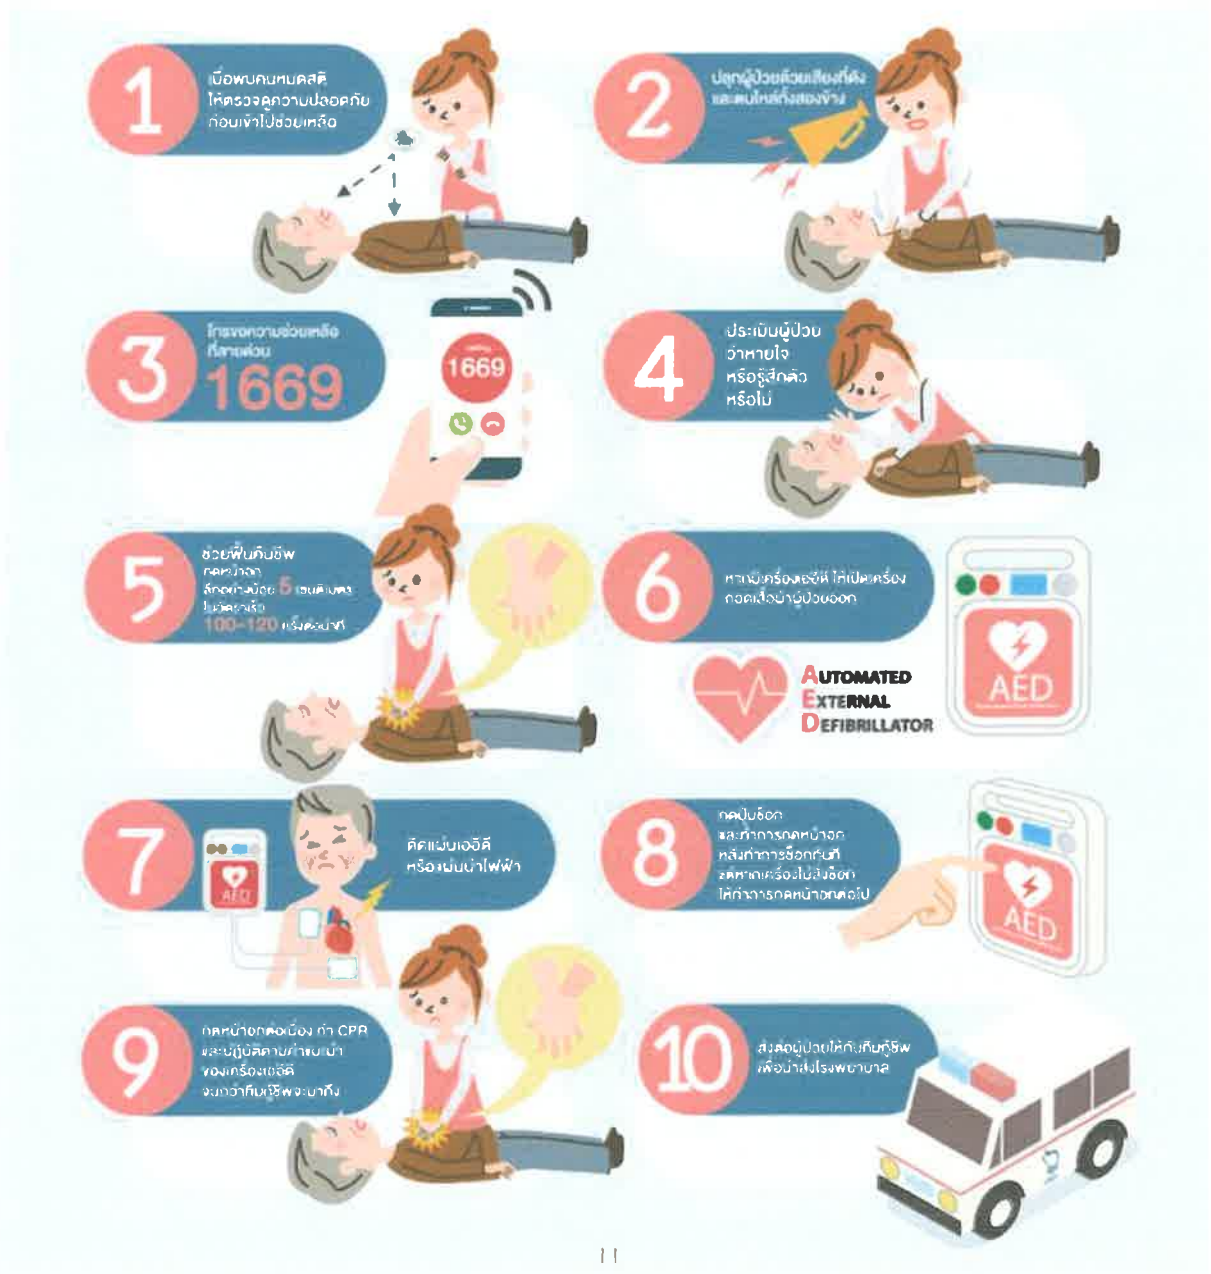 1
เมื่อพบคนหมดสติ
ให้ตรวจดูความปลอดภัย
ก่อนเข้าไปช่วยเหลือ
2
ปลุกผู้ป่วยด้วยเสียงที่ดัง
และตบไหล่ทั้งสองข้าง
3
โทรขอความช่วยเหลือ
ที่สายด่วน
1669
1669
4
ประเมินผู้ป่วย
ว่าหายใจ
หรือรู้สึกตัว
หรือไม่
5
ช่วยฟื้นคืนชีพ
กดหน้าอก
ลึกอย่างน้อย 5 เซนติเมตร
ในอัตราเร็ว
100-120 ครั้งต่อนาที
6
หากมีเครื่องเออีดี ให้เปิดเครื่อง
ถอดเสื้อผ้าผู้ป่วยออก
AED
AUTOMATED
EXTERNAL
DEFIBRILLATOR
7
ติดแผ่นเออีดี
หรือแผ่นนำไฟฟ้า
AED
8
กดปุ่มช็อก
และทำการกดหน้าอก
หลังทำการช็อกทันที
แต่หากเครื่องไม่สั่งช็อก
ให้ทำการกดหน้าอกต่อไป
AED
9
กดหน้าอกต่อเนื่อง ทำ CPR
และปฏิบัติตามคำแนะนำ
ของเครื่องเออีดี
จนกว่าทีมกู้ชีพจะมาถึง
10
ส่งต่อผู้ป่วยให้กับทีมกู้ชีพ
เพื่อนำส่งโรงพยาบาล
11